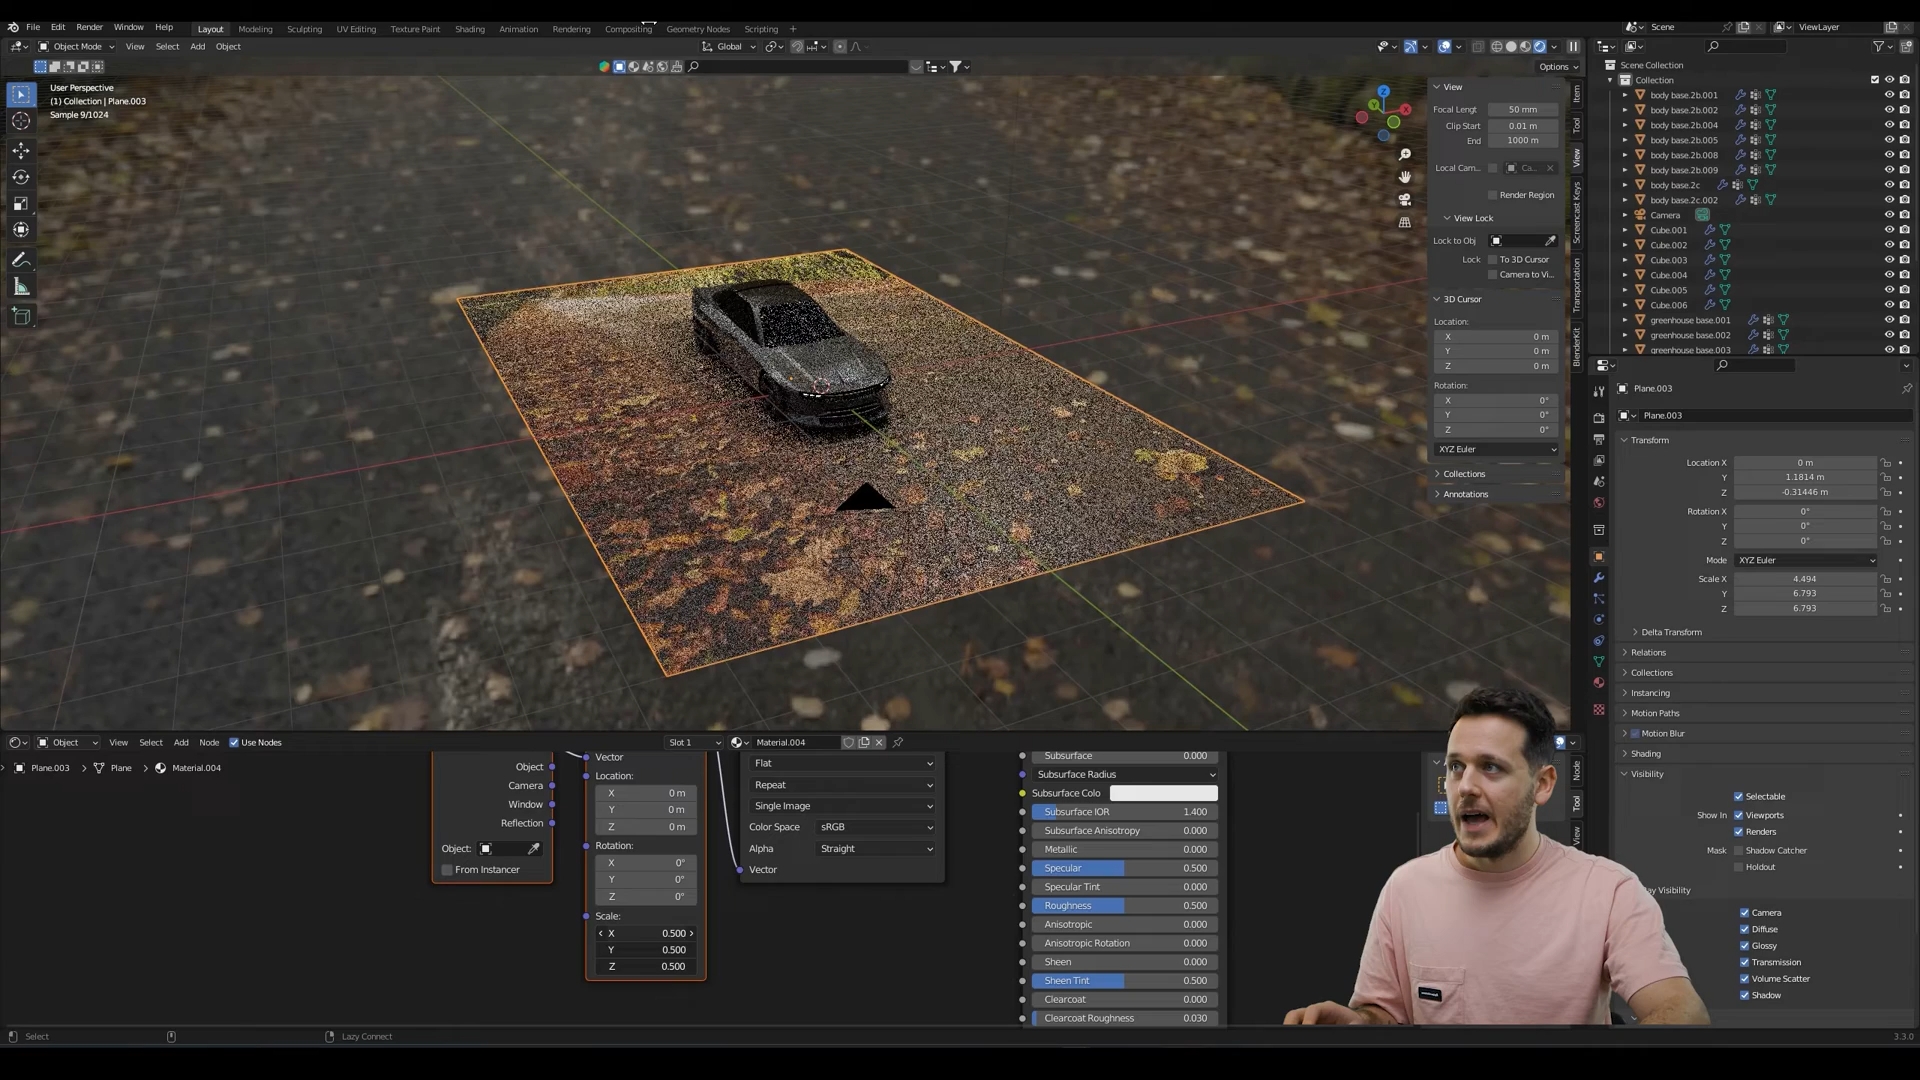 File Edit Render Window Help
Layout Modeling Sculpting UV Editing Texture Paint Shading Animation Rendering Compositing Geometry Nodes Scripting +
Scene ViewLayer
Object Mode View Select Add Object
Global
Options
User Perspective
(1) Collection | Plane.003
Sample 9/1024
Z
Y
X
View
Focal Lengt 50 mm
Clip Start 0.01 m
End 1000 m
Local Cam... Ca...
Render Region
View Lock
Lock to Obj
Lock To 3D Cursor
Camera to Vi...
3D Cursor
Location:
X 0 m
Y 0 m
Z 0 m
Rotation:
X 0°
Y 0°
Z 0°
XYZ Euler
Collections
Annotations
Item
Tool
View
Screencast Keys
Transportation
BlenderKit
Scene Collection
Collection
body base.2b.001
body base.2b.002
body base.2b.004
body base.2b.005
body base.2b.008
body base.2b.009
body base.2c
body base.2c.002
Camera
Cube.001
Cube.002
Cube.003
Cube.004
Cube.005
Cube.006
greenhouse base.001
greenhouse base.002
greenhouse base.003
Plane.003
Plane.003
Transform
Location X 0 m
Y 1.1814 m
Z -0.31446 m
Rotation X 0°
Y 0°
Z 0°
Mode XYZ Euler
Scale X 4.494
Y 6.793
Z 6.793
Delta Transform
Relations
Collections
Instancing
Motion Paths
Motion Blur
Shading
Visibility
Selectable
Show In Viewports
Renders
Mask Shadow Catcher
Holdout
ay Visibility
Camera
Diffuse
Glossy
Transmission
Volume Scatter
Shadow
Object View Select Add Node Use Nodes
Slot 1 Material.004
Plane.003 > Plane > Material.004
Object
Camera
Window
Reflection
Object:
From Instancer
Vector
Location:
X 0 m
Y 0 m
Z 0 m
Rotation:
X 0°
Y 0°
Z 0°
Scale:
X 0.500
Y 0.500
Z 0.500
Flat
Repeat
Single Image
Color Space sRGB
Alpha Straight
Vector
Subsurface 0.000
Subsurface Radius
Subsurface Colo
Subsurface IOR 1.400
Subsurface Anisotropy 0.000
Metallic 0.000
Specular 0.500
Specular Tint 0.000
Roughness 0.500
Anisotropic 0.000
Anisotropic Rotation 0.000
Sheen 0.000
Sheen Tint 0.500
Clearcoat 0.000
Clearcoat Roughness 0.030
Node
Tool
View
Select Lazy Connect 3.3.0